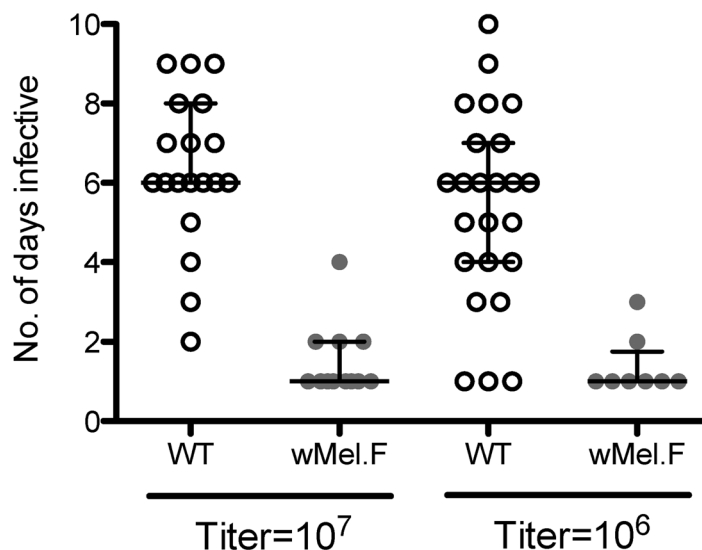 No. of days infective
10
8
6
4
2
0
WT wMel.F WT wMel.F
Titer=10⁷ Titer=10⁶